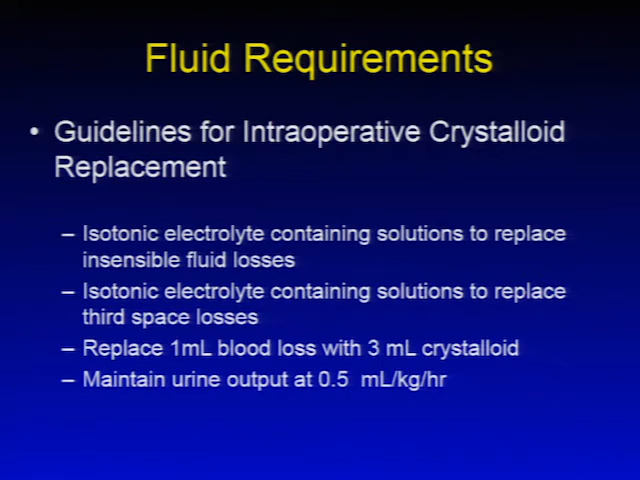 Fluid Requirements
• Guidelines for Intraoperative Crystalloid
Replacement
– Isotonic electrolyte containing solutions to replace
insensible fluid losses
– Isotonic electrolyte containing solutions to replace
third space losses
– Replace 1mL blood loss with 3 mL crystalloid
– Maintain urine output at 0.5  mL/kg/hr